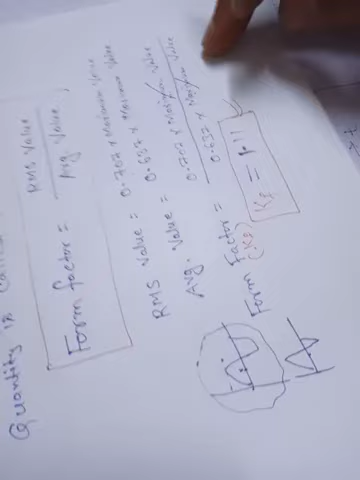 Quantity is
Form factor = RMS Value / Avg Value
RMS Value = 0.707 x Maximum Value
Avg. Value = 0.637 x Maximum Value
Form Factor = 0.707 x Maximum Value / 0.637 x Maximum Value
(Kf) Kf = 1.11